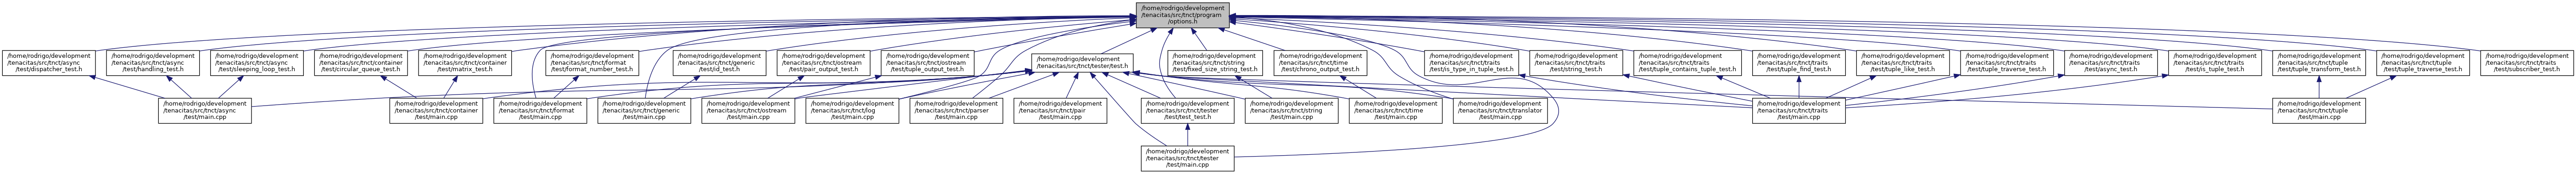 /home/rodrigo/development
tenacitas/src/tnct/program
/options.h
/home/rodrigo/development
tenacitas/src/tnct/async
/test/dispatcher_test.h
/home/rodrigo/development
tenacitas/src/tnct/async
/test/handling_test.h
/home/rodrigo/development
tenacitas/src/tnct/async
/test/sleeping_loop_test.h
/home/rodrigo/development
tenacitas/src/tnct/container
/test/circular_queue_test.h
/home/rodrigo/development
tenacitas/src/tnct/container
/test/matrix_test.h
/home/rodrigo/development
tenacitas/src/tnct/format
/test/format_number_test.h
/home/rodrigo/development
tenacitas/src/tnct/generic
/test/id_test.h
/home/rodrigo/development
tenacitas/src/tnct/ostream
/test/pair_output_test.h
/home/rodrigo/development
tenacitas/src/tnct/ostream
/test/tuple_output_test.h
/home/rodrigo/development
tenacitas/src/tnct/tester/test.h
/home/rodrigo/development
tenacitas/src/tnct/string
/test/fixed_size_string_test.h
/home/rodrigo/development
tenacitas/src/tnct/time
/test/chrono_output_test.h
/home/rodrigo/development
tenacitas/src/tnct/traits
/test/is_type_in_tuple_test.h
/home/rodrigo/development
tenacitas/src/tnct/traits
/test/string_test.h
/home/rodrigo/development
tenacitas/src/tnct/traits
/test/tuple_contains_tuple_test.h
/home/rodrigo/development
tenacitas/src/tnct/traits
/test/tuple_find_test.h
/home/rodrigo/development
tenacitas/src/tnct/traits
/test/tuple_like_test.h
/home/rodrigo/development
tenacitas/src/tnct/traits
/test/tuple_traverse_test.h
/home/rodrigo/development
tenacitas/src/tnct/traits
/test/async_test.h
/home/rodrigo/development
tenacitas/src/tnct/traits
/test/is_tuple_test.h
/home/rodrigo/development
tenacitas/src/tnct/tuple
/test/tuple_transform_test.h
/home/rodrigo/development
tenacitas/src/tnct/tuple
/test/tuple_traverse_test.h
/home/rodrigo/development
tenacitas/src/tnct/traits
/test/subscriber_test.h
/home/rodrigo/development
tenacitas/src/tnct/async
/test/main.cpp
/home/rodrigo/development
tenacitas/src/tnct/container
/test/main.cpp
/home/rodrigo/development
tenacitas/src/tnct/format
/test/main.cpp
/home/rodrigo/development
tenacitas/src/tnct/generic
/test/main.cpp
/home/rodrigo/development
tenacitas/src/tnct/ostream
/test/main.cpp
/home/rodrigo/development
tenacitas/src/tnct/log
/test/main.cpp
/home/rodrigo/development
tenacitas/src/tnct/parser
/test/main.cpp
/home/rodrigo/development
tenacitas/src/tnct/pair
/test/main.cpp
/home/rodrigo/development
tenacitas/src/tnct/tester
/test/test_test.h
/home/rodrigo/development
tenacitas/src/tnct/string
/test/main.cpp
/home/rodrigo/development
tenacitas/src/tnct/time
/test/main.cpp
/home/rodrigo/development
tenacitas/src/tnct/translator
/test/main.cpp
/home/rodrigo/development
tenacitas/src/tnct/traits
/test/main.cpp
/home/rodrigo/development
tenacitas/src/tnct/tuple
/test/main.cpp
/home/rodrigo/development
tenacitas/src/tnct/tester
/test/main.cpp